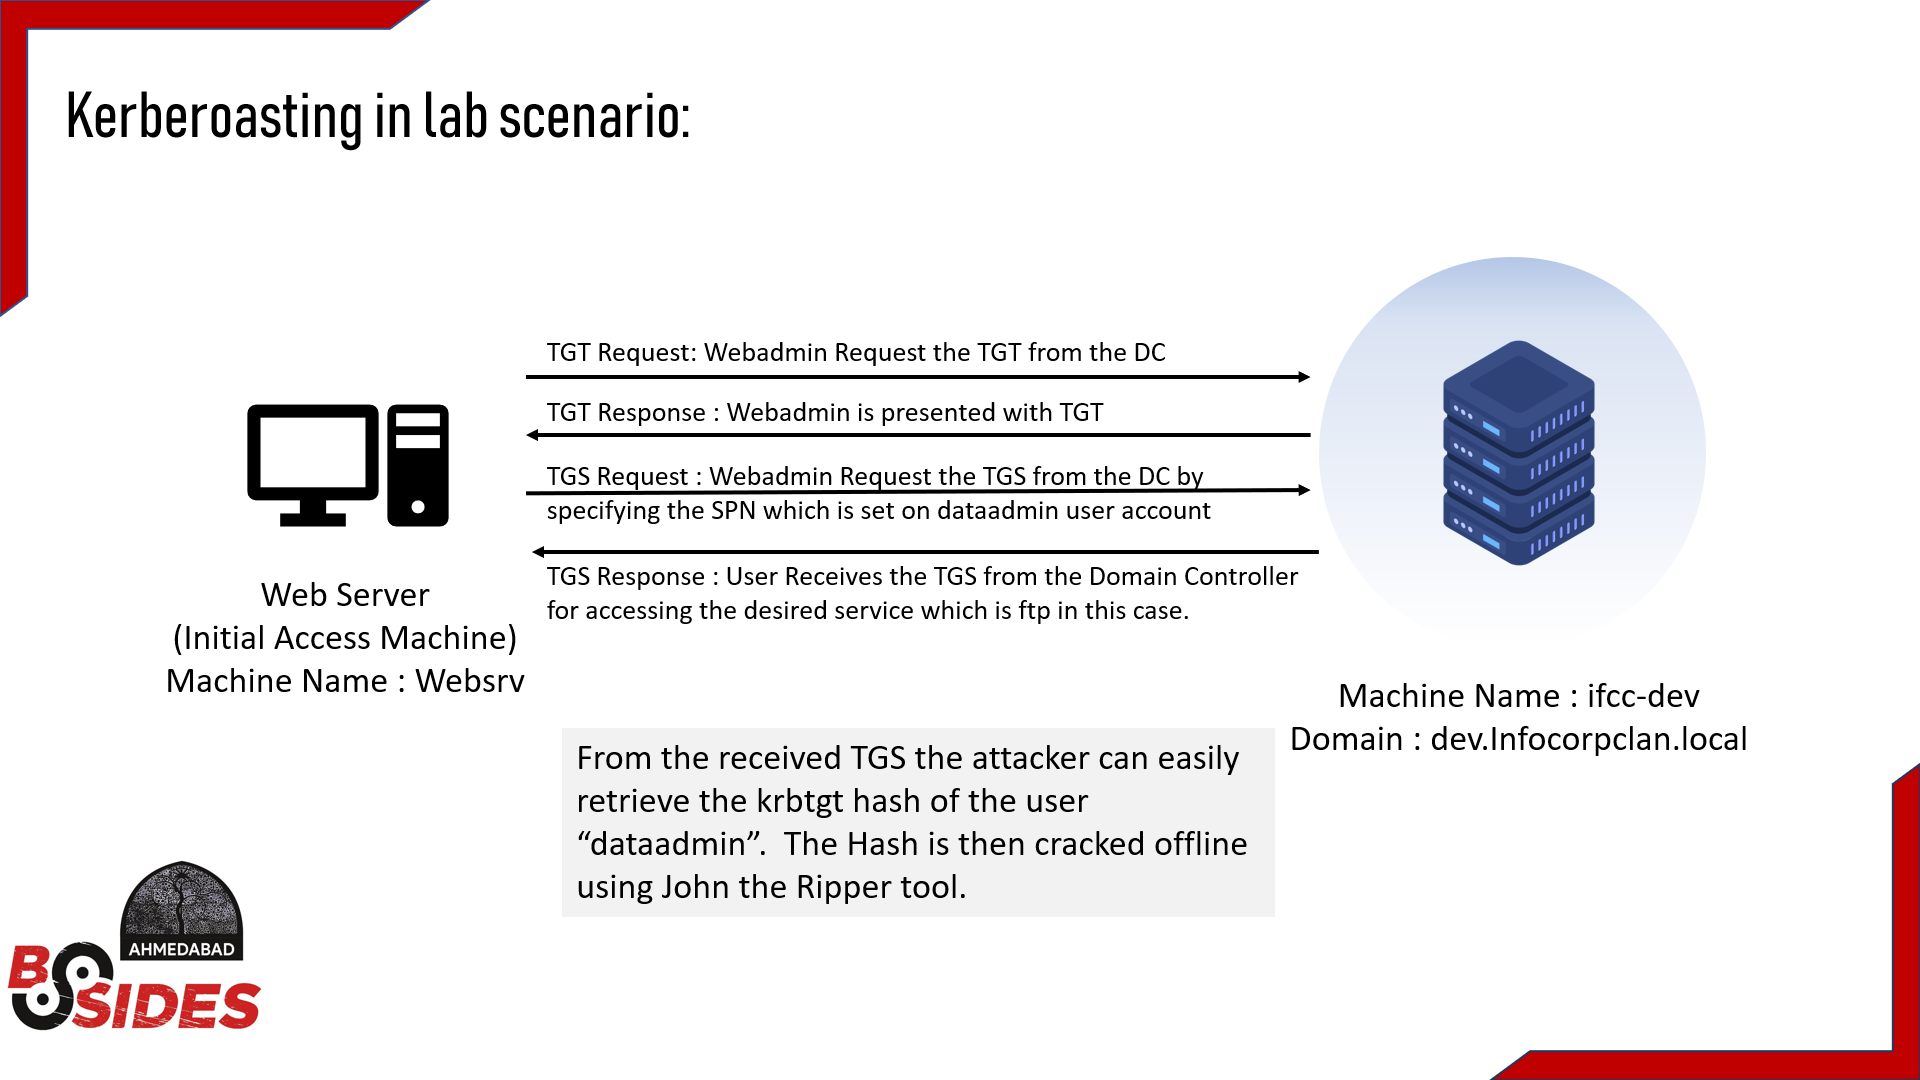 Kerberoasting in lab scenario:
TGT Request: Webadmin Request the TGT from the DC
TGT Response : Webadmin is presented with TGT
TGS Request : Webadmin Request the TGS from the DC by
specifying the SPN which is set on dataadmin user account
TGS Response : User Receives the TGS from the Domain Controller
for accessing the desired service which is ftp in this case.
Web Server
(Initial Access Machine)
Machine Name : Websrv
Machine Name : ifcc-dev
Domain : dev.Infocorpclan.local
From the received TGS the attacker can easily
retrieve the krbtgt hash of the user
“dataadmin”.  The Hash is then cracked offline
using John the Ripper tool.
AHMEDABAD
BSIDES